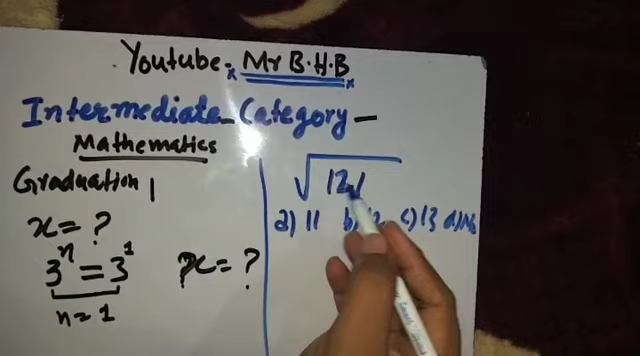 Youtube:- Mr B.H.B
Intermediate Category -
Mathematics
Graduation 1
x = ?
3ⁿ = 3¹
n = 1
x = ?
√121
a) 11 b) c) 13 d)